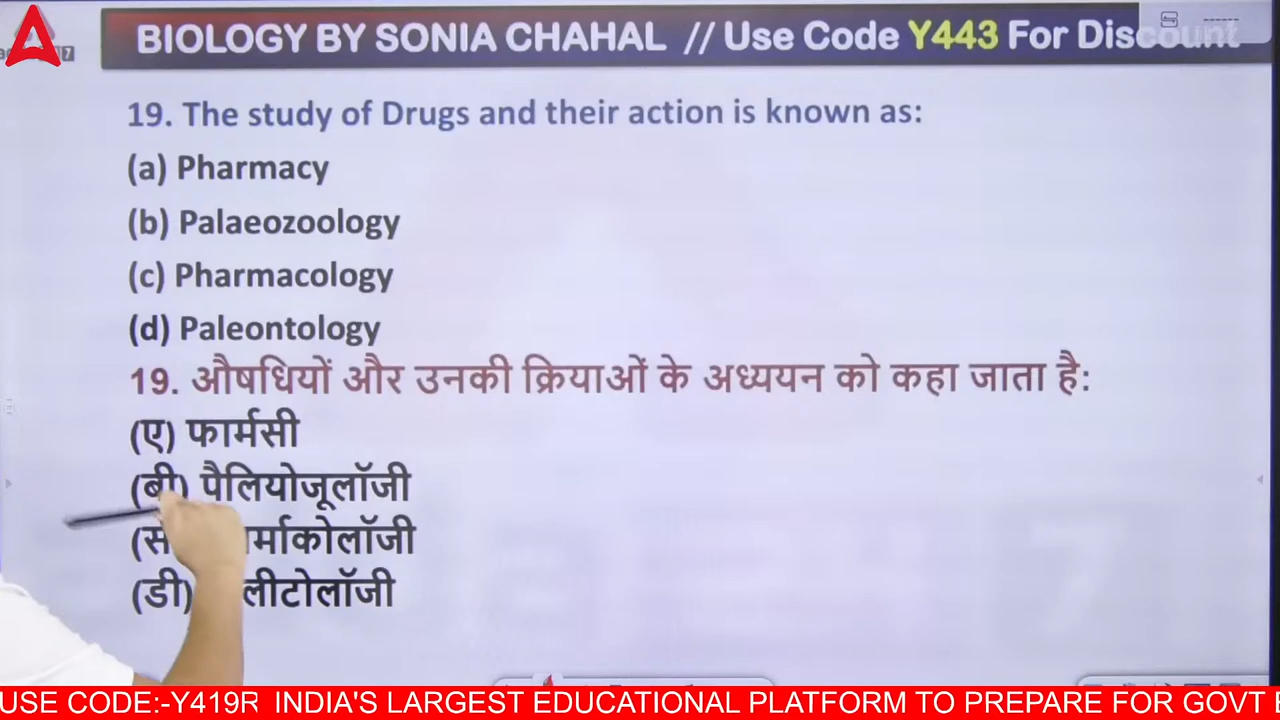 BIOLOGY BY SONIA CHAHAL // Use Code Y443 For Discount
19. The study of Drugs and their action is known as:
(a) Pharmacy
(b) Palaeozoology
(c) Pharmacology
(d) Paleontology
19. औषधियों और उनकी क्रियाओं के अध्ययन को कहा जाता है:
(ए) फार्मसी
(बी) पैलियोजूलॉजी
(डी)
USE CODE:-Y419R INDIA'S LARGEST EDUCATIONAL PLATFORM TO PREPARE FOR GOVT